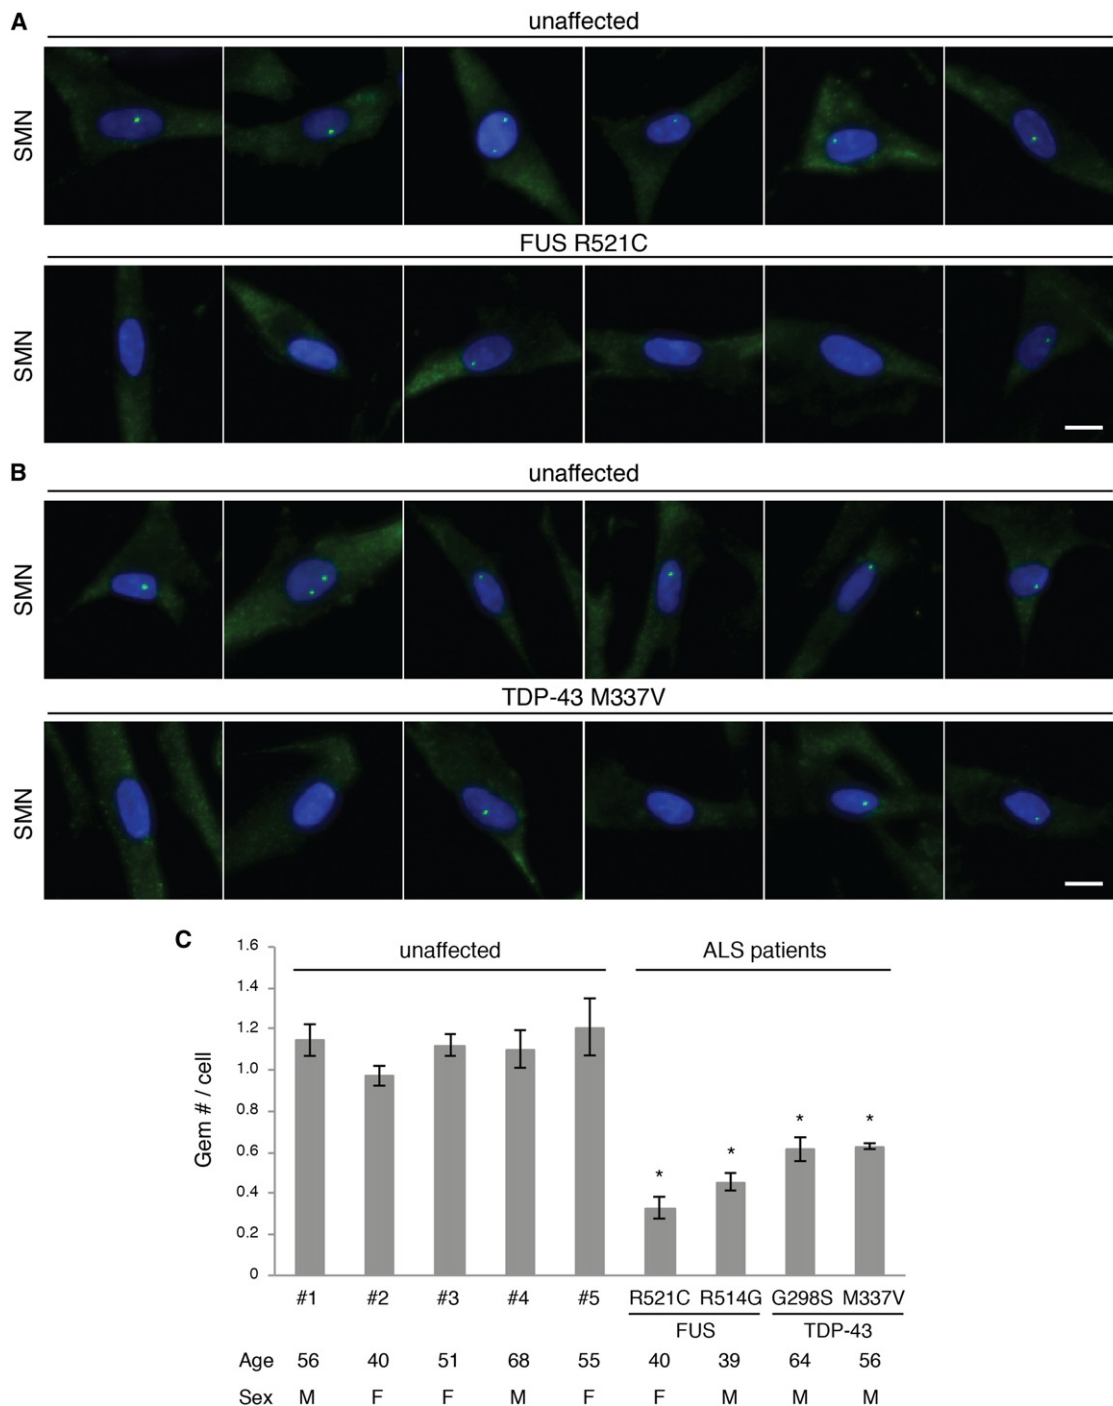 A
unaffected
SMN
FUS R521C
SMN
B
unaffected
SMN
TDP-43 M337V
SMN
C
unaffected ALS patients
Gem # / cell
1.6
1.4
1.2
1.0
0.8
0.6
0.4
0.2
0
* * * *
#1 #2 #3 #4 #5 R521C R514G G298S M337V
FUS TDP-43
Age 56 40 51 68 55 40 39 64 56
Sex M F F M F F M M M